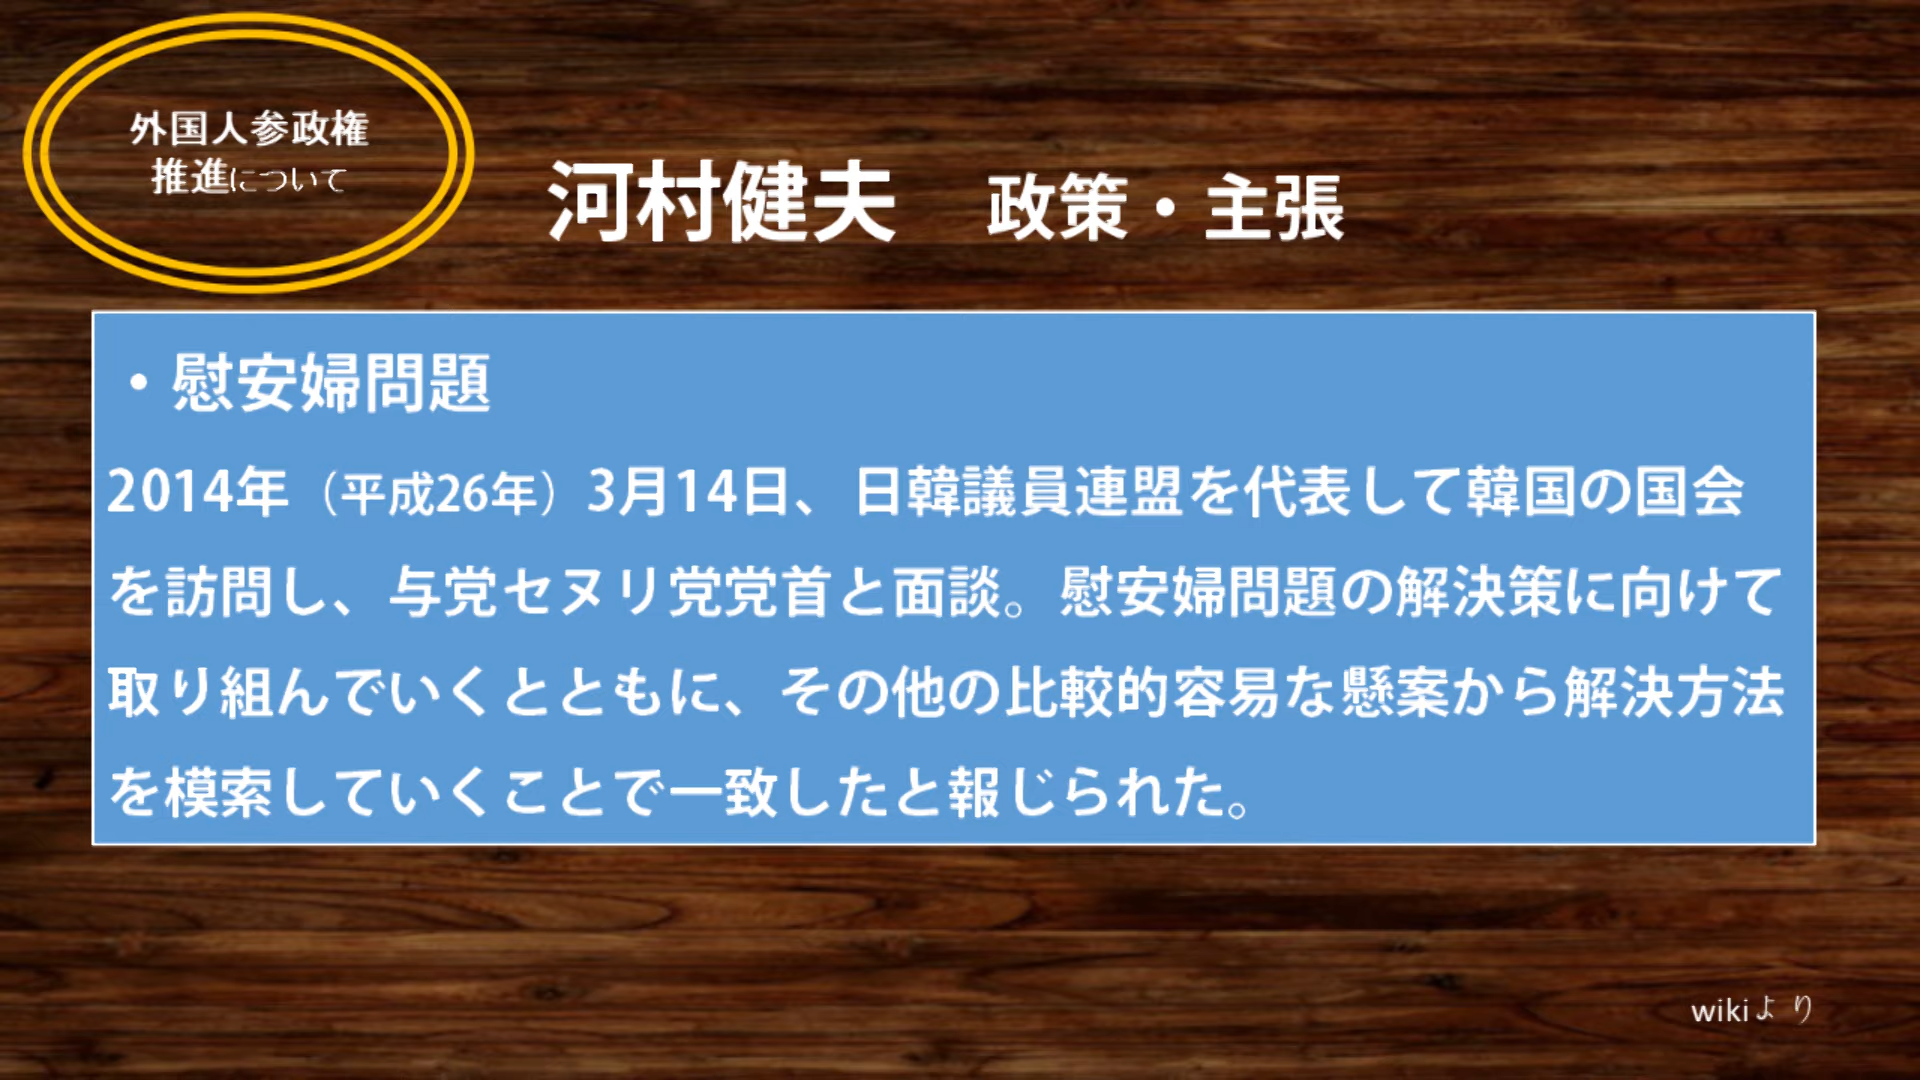 外国人参政権
推進について
河村健夫　政策・主張
・慰安婦問題
2014年（平成26年）3月14日、日韓議員連盟を代表して韓国の国会
を訪問し、与党セヌリ党党首と面談。慰安婦問題の解決策に向けて
取り組んでいくとともに、その他の比較的容易な懸案から解決方法
を模索していくことで一致したと報じられた。
wikiより